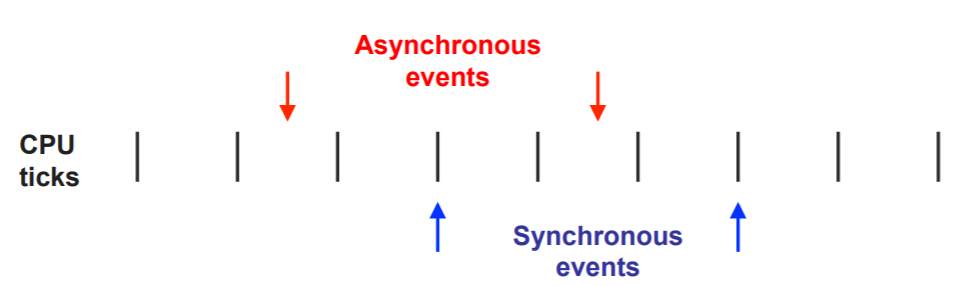 Asynchronous
events
CPU
ticks
Synchronous
events